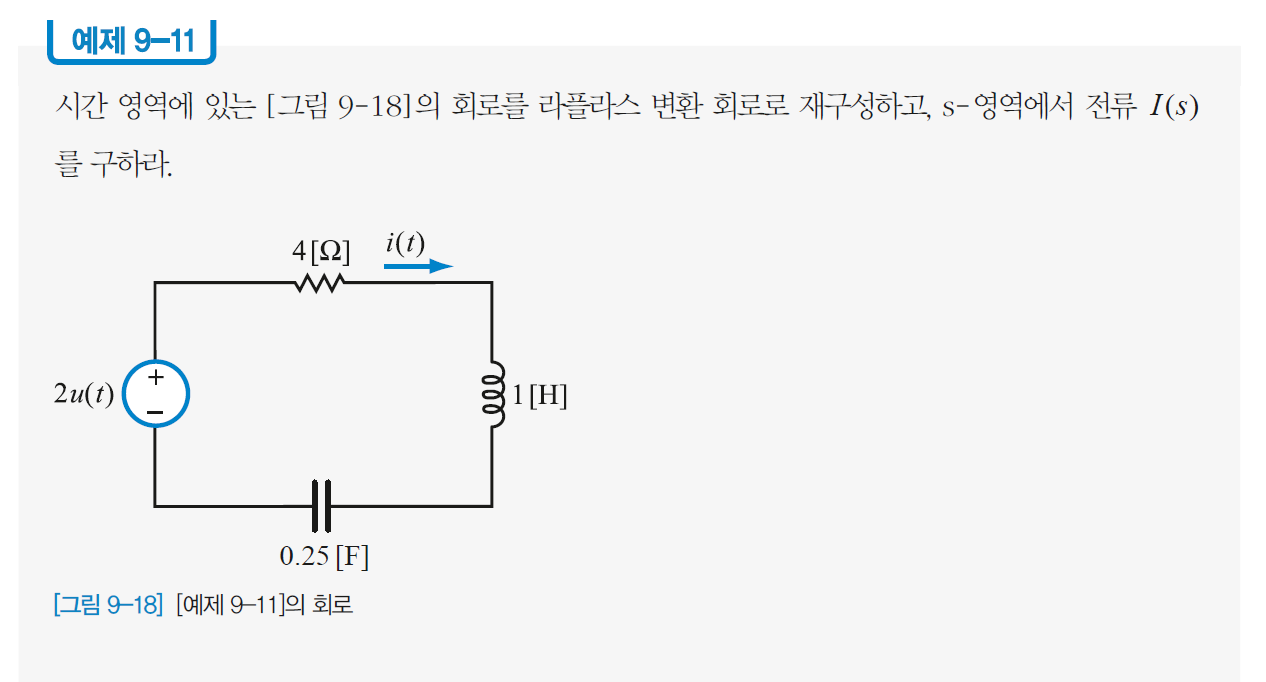 예제 9-11
시간 영역에 있는 [그림 9-18]의 회로를 라플라스 변환 회로로 재구성하고, s-영역에서 전류 I(s)
를 구하라.
4[Ω] i(t)
+
2u(t)
−
1[H]
0.25[F]
[그림 9-18] [예제 9-11]의 회로